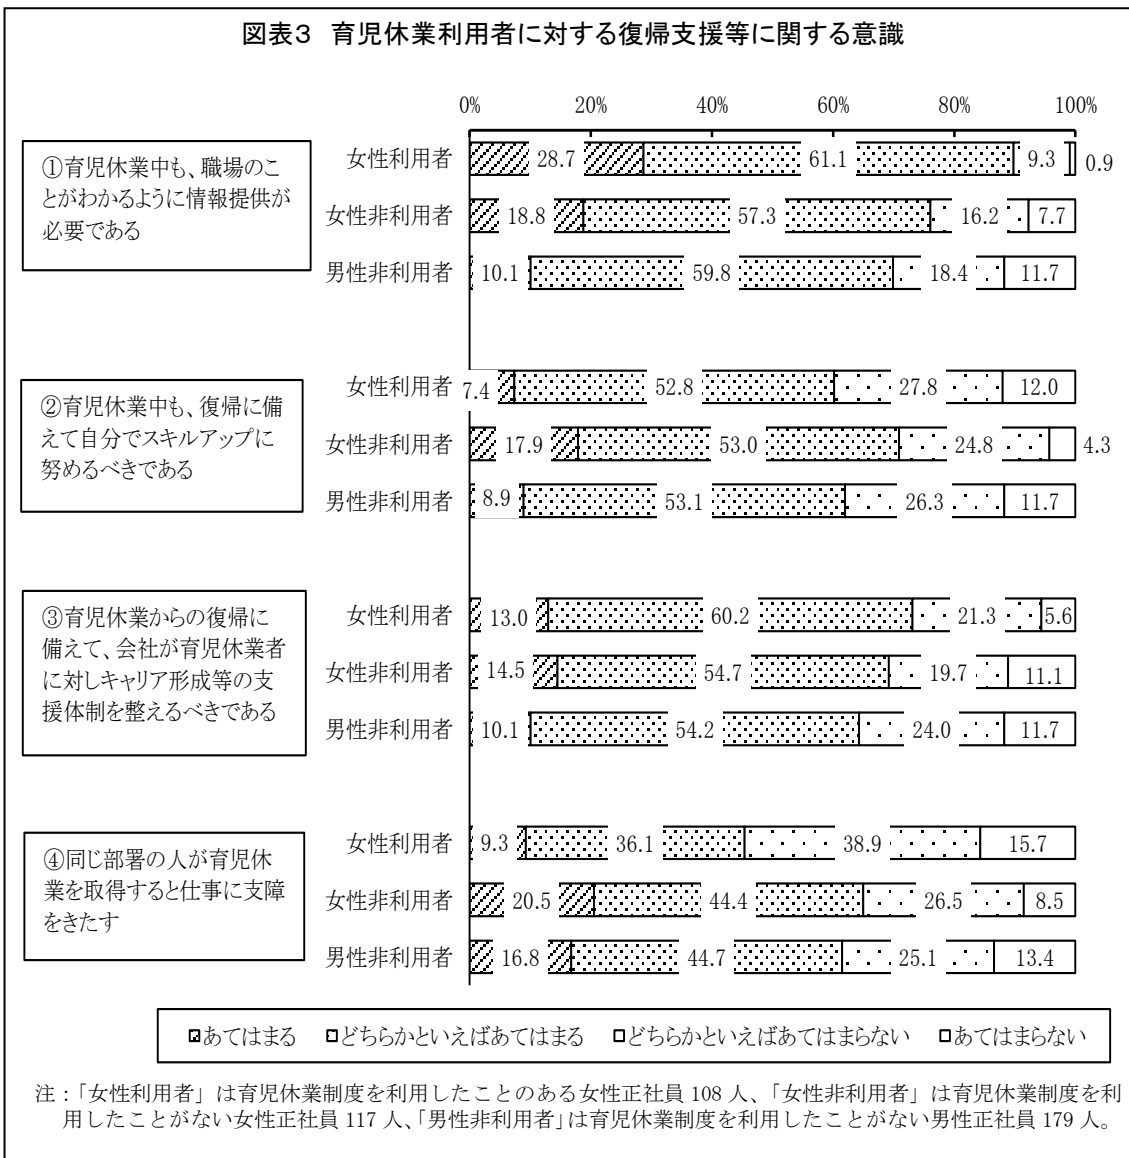 図表3 育児休業利用者に対する復帰支援等に関する意識
0% 20% 40% 60% 80% 100%
①育児休業中も、職場のこ
とがわかるように情報提供が
必要である
女性利用者 28.7 61.1 9.3 0.9
女性非利用者 18.8 57.3 16.2 7.7
男性非利用者 10.1 59.8 18.4 11.7
②育児休業中も、復帰に備
えて自分でスキルアップに
努めるべきである
女性利用者 7.4 52.8 27.8 12.0
女性非利用者 17.9 53.0 24.8 4.3
男性非利用者 8.9 53.1 26.3 11.7
③育児休業からの復帰に
備えて、会社が育児休業者
に対しキャリア形成等の支
援体制を整えるべきである
女性利用者 13.0 60.2 21.3 5.6
女性非利用者 14.5 54.7 19.7 11.1
男性非利用者 10.1 54.2 24.0 11.7
④同じ部署の人が育児休
業を取得すると仕事に支障
をきたす
女性利用者 9.3 36.1 38.9 15.7
女性非利用者 20.5 44.4 26.5 8.5
男性非利用者 16.8 44.7 25.1 13.4
あてはまる どちらかといえばあてはまる どちらかといえばあてはまらない あてはまらない
注：「女性利用者」は育児休業制度を利用したことのある女性正社員 108 人、「女性非利用者」は育児休業制度を利
用したことがない女性正社員 117 人、「男性非利用者」は育児休業制度を利用したことがない男性正社員 179 人。